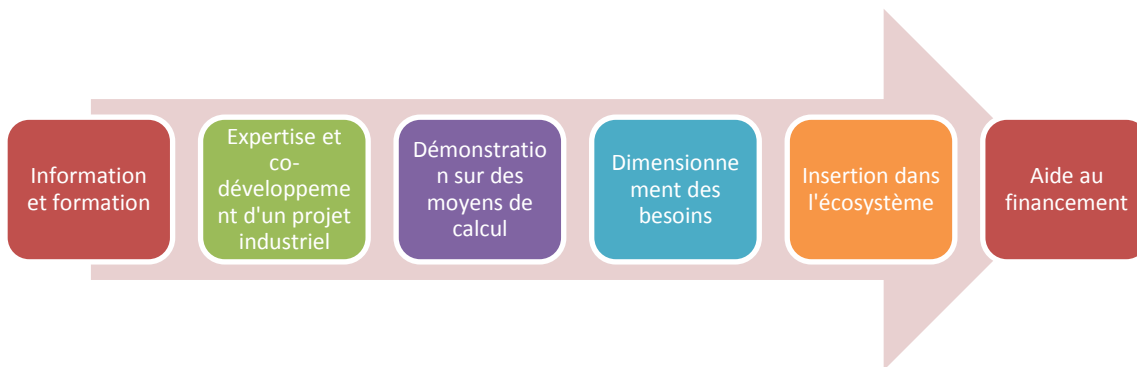 Information
et formation
Expertise et
co-
développeme
nt d'un projet
industriel
Démonstratio
n sur des
moyens de
calcul
Dimensionne
ment des
besoins
Insertion dans
l'écosystème
Aide au
financement